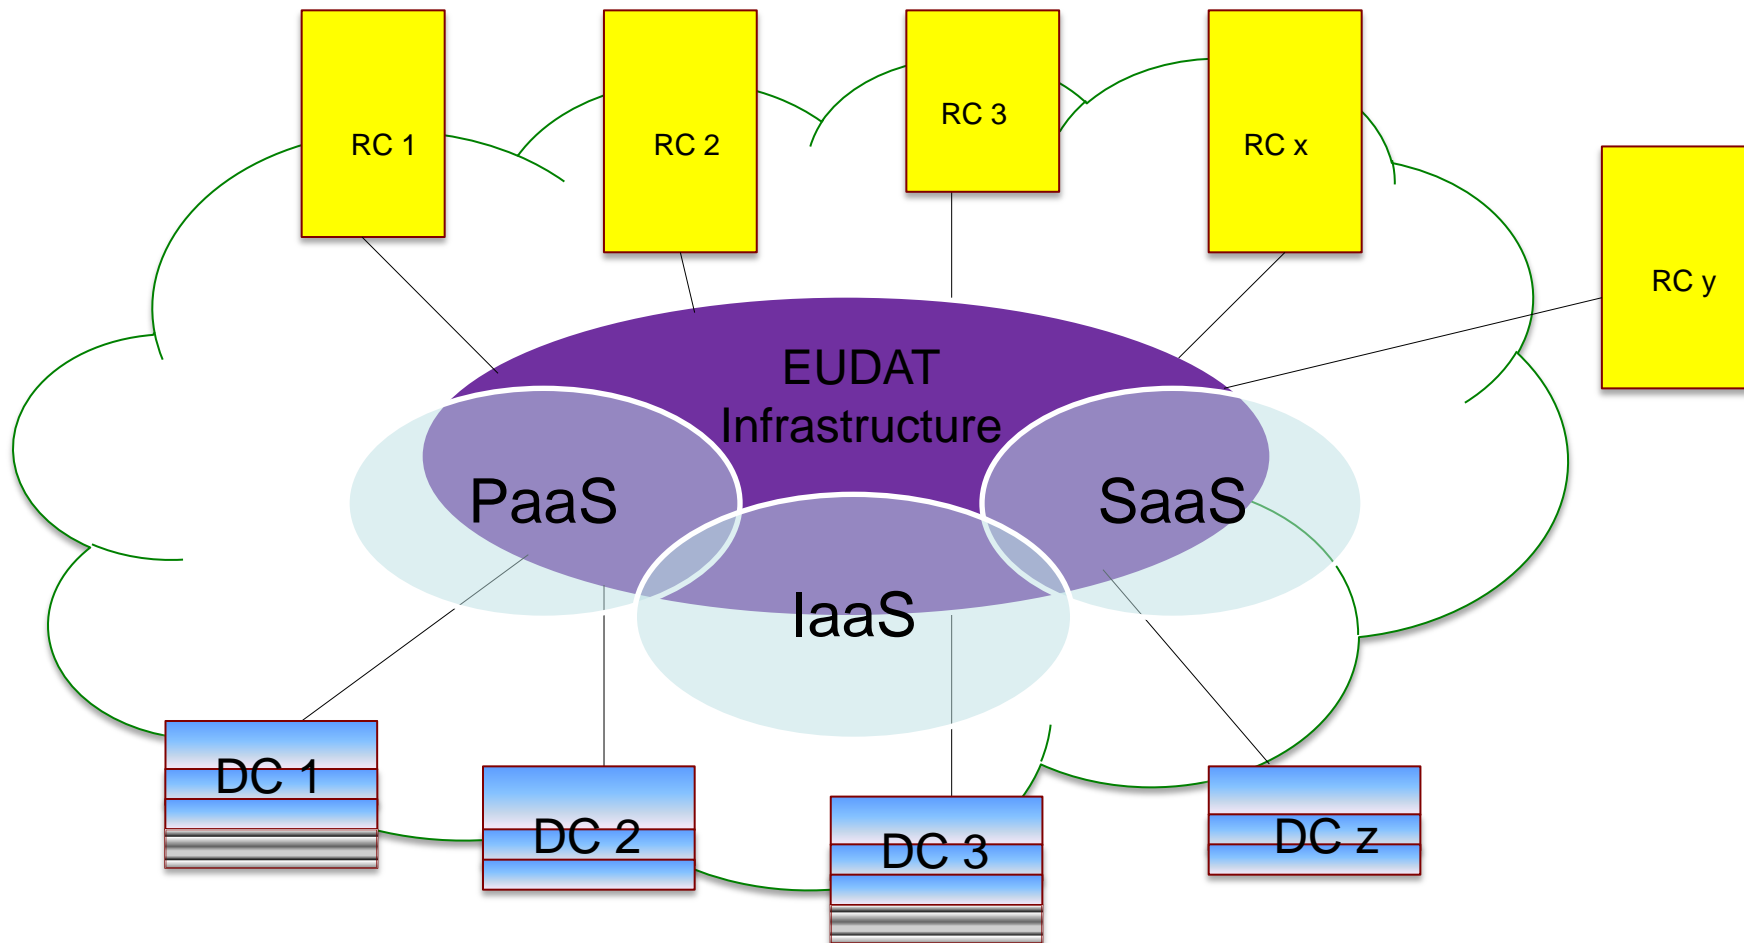 RC 1
RC 2
RC 3
RC x
RC y
EUDAT
Infrastructure
PaaS
SaaS
IaaS
DC 1
DC 2
DC 3
DC z